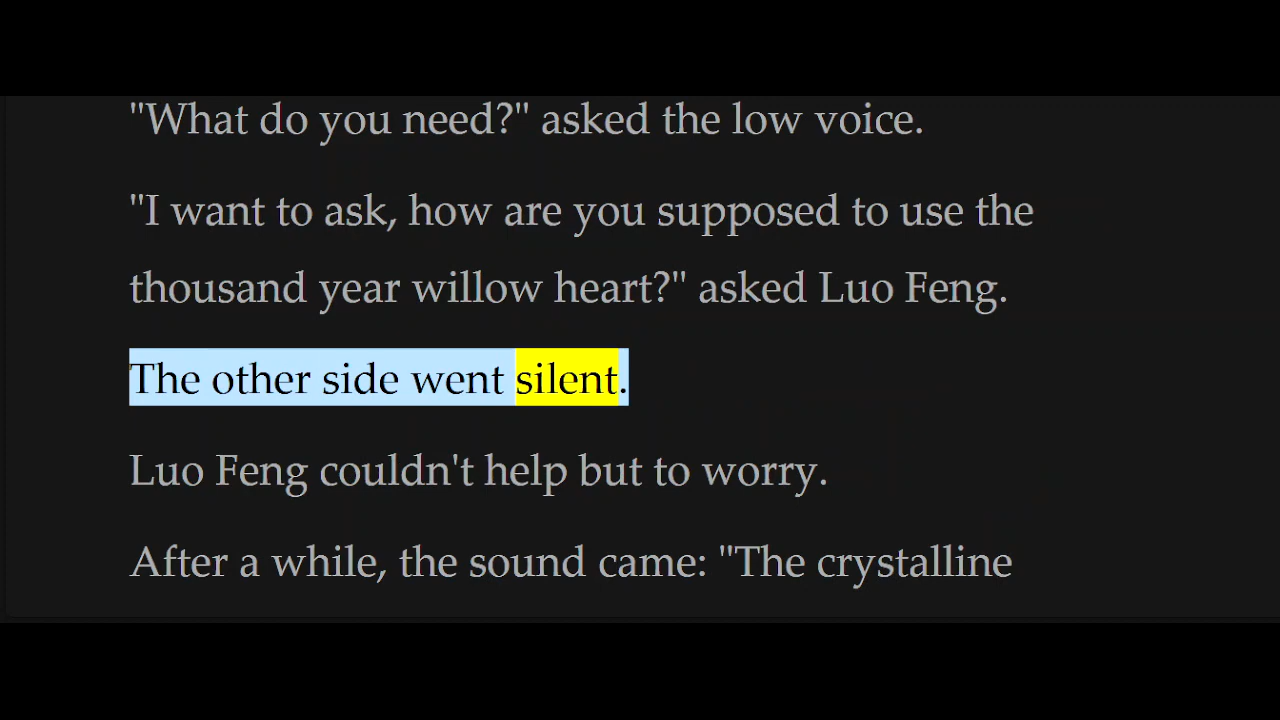 "What do you need?" asked the low voice.
"I want to ask, how are you supposed to use the
thousand year willow heart?" asked Luo Feng.
The other side went silent.
Luo Feng couldn't help but to worry.
After a while, the sound came: "The crystalline